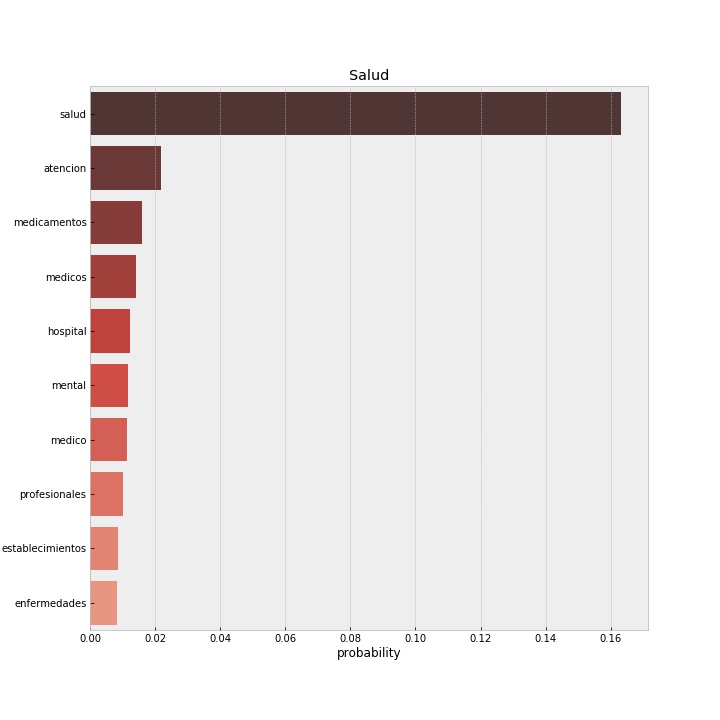 Salud
salud
atencion
medicamentos
medicos
hospital
mental
medico
profesionales
establecimientos
enfermedades
0.00 0.02 0.04 0.06 0.08 0.10 0.12 0.14 0.16
probability